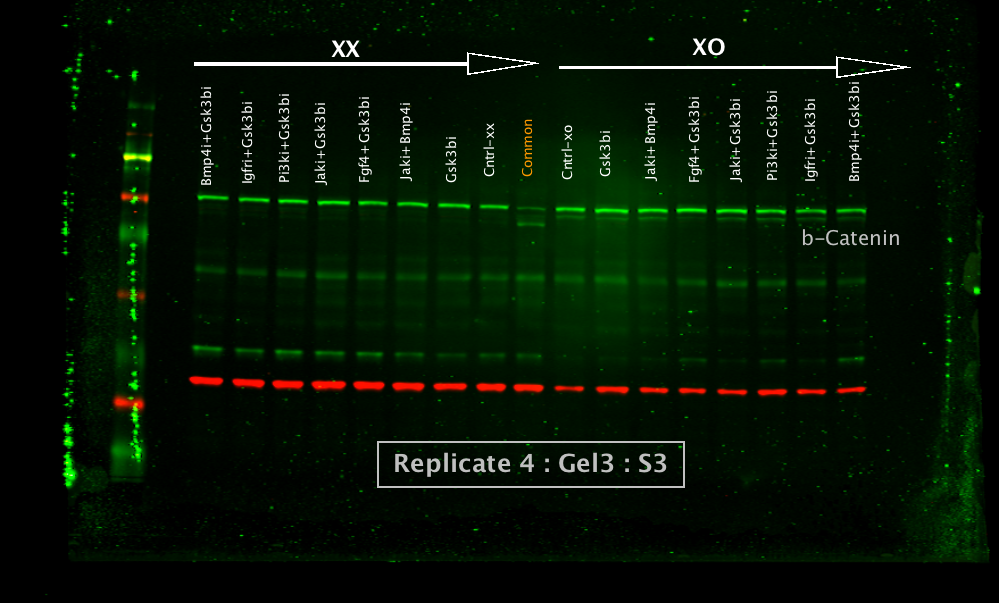 XX
XO
Bmp4i+Gsk3bi
Igfri+Gsk3bi
Pi3ki+Gsk3bi
Jaki+Gsk3bi
Fgf4+Gsk3bi
Jaki+Bmp4i
Gsk3bi
Cntrl-xx
Common
Cntrl-xo
Gsk3bi
Jaki+Bmp4i
Fgf4+Gsk3bi
Jaki+Gsk3bi
Pi3ki+Gsk3bi
Igfri+Gsk3bi
Bmp4i+Gsk3bi
b-Catenin
Replicate 4 : Gel3 : S3